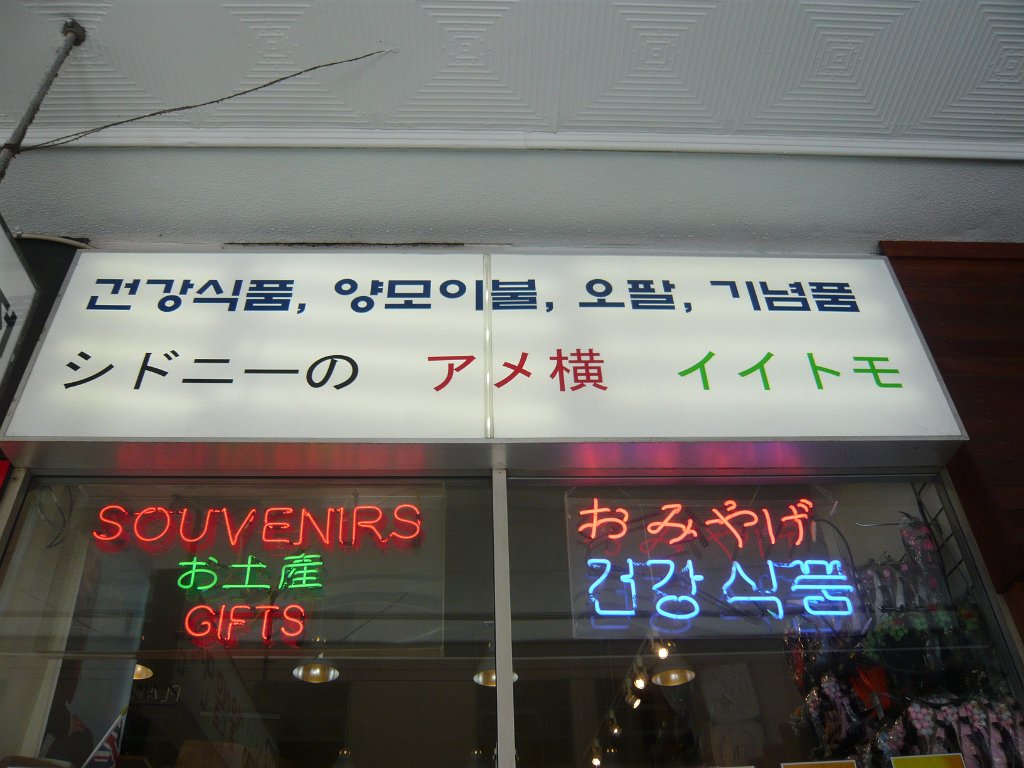 건강식품, 양모이불, 오팔, 기념품
シドニーの アメ横 イイトモ
SOUVENIRS
お土産
GIFTS
おみやげ
건강식품